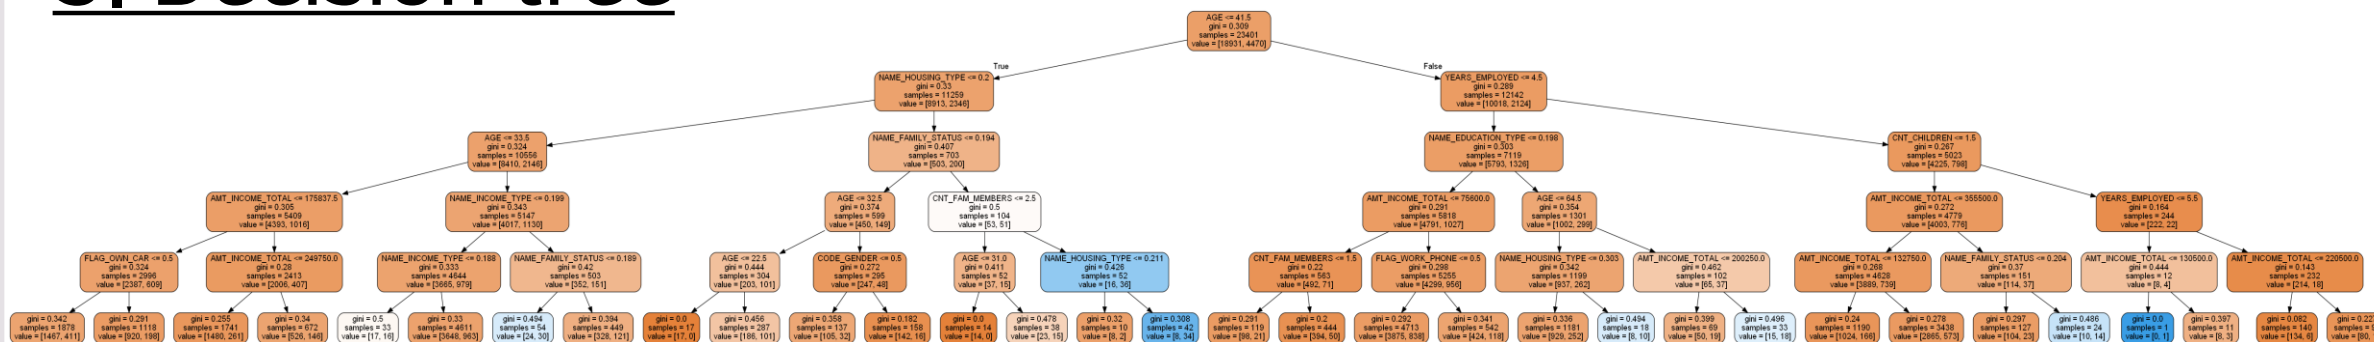 AGE <= 41.5
gini = 0.309
samples = 23401
value = [18931, 4470]
True
False
NAME_HOUSING_TYPE <= 0.2
gini = 0.33
samples = 11259
value = [8913, 2346]
YEARS_EMPLOYED <= 4.5
gini = 0.289
samples = 12142
value = [10018, 2124]
AGE <= 33.5
gini = 0.324
samples = 10556
value = [8410, 2146]
NAME_FAMILY_STATUS <= 0.194
gini = 0.407
samples = 703
value = [503, 200]
NAME_EDUCATION_TYPE <= 0.198
gini = 0.303
samples = 7119
value = [5793, 1326]
CNT_CHILDREN <= 1.5
gini = 0.267
samples = 5023
value = [4225, 798]
AMT_INCOME_TOTAL <= 175837.5
gini = 0.305
samples = 5409
value = [4393, 1016]
NAME_INCOME_TYPE <= 0.199
gini = 0.343
samples = 5147
value = [4017, 1130]
AGE <= 32.5
gini = 0.374
samples = 599
value = [450, 149]
CNT_FAM_MEMBERS <= 2.5
gini = 0.5
samples = 104
value = [53, 51]
AMT_INCOME_TOTAL <= 75600.0
gini = 0.291
samples = 5818
value = [4791, 1027]
AGE <= 64.5
gini = 0.354
samples = 1301
value = [1002, 299]
AMT_INCOME_TOTAL <= 355500.0
gini = 0.272
samples = 4779
value = [4003, 776]
YEARS_EMPLOYED <= 5.5
gini = 0.164
samples = 244
value = [222, 22]
FLAG_OWN_CAR <= 0.5
gini = 0.324
samples = 2996
value = [2387, 609]
AMT_INCOME_TOTAL <= 249750.0
gini = 0.28
samples = 2413
value = [2006, 407]
NAME_INCOME_TYPE <= 0.188
gini = 0.333
samples = 4644
value = [3665, 979]
NAME_FAMILY_STATUS <= 0.189
gini = 0.42
samples = 503
value = [352, 151]
AGE <= 22.5
gini = 0.444
samples = 304
value = [203, 101]
CODE_GENDER <= 0.5
gini = 0.272
samples = 295
value = [247, 48]
AGE <= 31.0
gini = 0.411
samples = 52
value = [37, 15]
NAME_HOUSING_TYPE <= 0.211
gini = 0.426
samples = 52
value = [16, 36]
CNT_FAM_MEMBERS <= 1.5
gini = 0.22
samples = 563
value = [492, 71]
FLAG_WORK_PHONE <= 0.5
gini = 0.298
samples = 5255
value = [4299, 956]
NAME_HOUSING_TYPE <= 0.303
gini = 0.342
samples = 1199
value = [937, 262]
AMT_INCOME_TOTAL <= 200250.0
gini = 0.462
samples = 102
value = [65, 37]
AMT_INCOME_TOTAL <= 132750.0
gini = 0.268
samples = 4628
value = [3889, 739]
NAME_FAMILY_STATUS <= 0.204
gini = 0.37
samples = 151
value = [114, 37]
AMT_INCOME_TOTAL <= 130500.0
gini = 0.444
samples = 12
value = [8, 4]
AMT_INCOME_TOTAL <= 220500.0
gini = 0.143
samples = 232
value = [214, 18]
gini = 0.342
samples = 1878
value = [1467, 411]
gini = 0.291
samples = 1118
value = [920, 198]
gini = 0.255
samples = 1741
value = [1480, 261]
gini = 0.34
samples = 672
value = [526, 146]
gini = 0.5
samples = 33
value = [17, 16]
gini = 0.33
samples = 4611
value = [3648, 963]
gini = 0.494
samples = 54
value = [24, 30]
gini = 0.394
samples = 449
value = [328, 121]
gini = 0.0
samples = 17
value = [17, 0]
gini = 0.456
samples = 287
value = [186, 101]
gini = 0.358
samples = 137
value = [105, 32]
gini = 0.182
samples = 158
value = [142, 16]
gini = 0.0
samples = 14
value = [14, 0]
gini = 0.478
samples = 38
value = [23, 15]
gini = 0.32
samples = 10
value = [8, 2]
gini = 0.308
samples = 42
value = [8, 34]
gini = 0.291
samples = 119
value = [98, 21]
gini = 0.2
samples = 444
value = [394, 50]
gini = 0.292
samples = 4713
value = [3875, 838]
gini = 0.341
samples = 542
value = [424, 118]
gini = 0.336
samples = 1181
value = [929, 252]
gini = 0.494
samples = 18
value = [8, 10]
gini = 0.399
samples = 69
value = [50, 19]
gini = 0.496
samples = 33
value = [15, 18]
gini = 0.24
samples = 1190
value = [1024, 166]
gini = 0.278
samples = 3438
value = [2865, 573]
gini = 0.297
samples = 127
value = [104, 23]
gini = 0.486
samples = 24
value = [10, 14]
gini = 0.0
samples = 1
value = [0, 1]
gini = 0.397
samples = 11
value = [8, 3]
gini = 0.082
samples = 140
value = [134, 6]
gini =
samples =
value = [80,